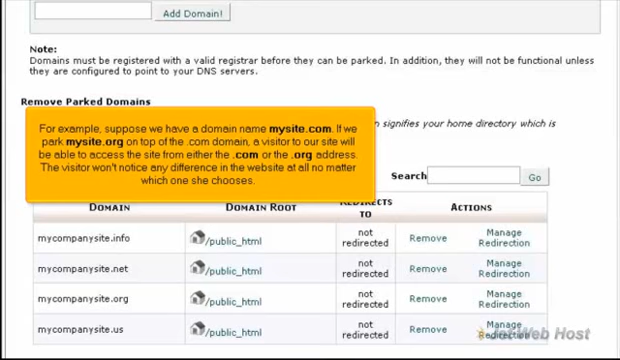 Add Domain!
Note:
Domains must be registered with a valid registrar before they can be parked. In addition, they will not be functional unless
they are configured to point to your DNS servers.
Remove Parked Domains
signifies your home directory which is
For example, suppose we have a domain name mysite.com. If we
park mysite.org on top of the .com domain, a visitor to our site will
be able to access the site from either the .com or the .org address.
The visitor won't notice any difference in the website at all no matter
which one she chooses.
Search Go
DOMAIN DOMAIN ROOT REDIRECTS TO ACTIONS
mycompanysite.info /public_html not redirected Remove Manage Redirection
mycompanysite.net /public_html not redirected Remove Manage Redirection
mycompanysite.org /public_html not redirected Remove Manage Redirection
mycompanysite.us /public_html not redirected Remove Manage Redirection
Web Host